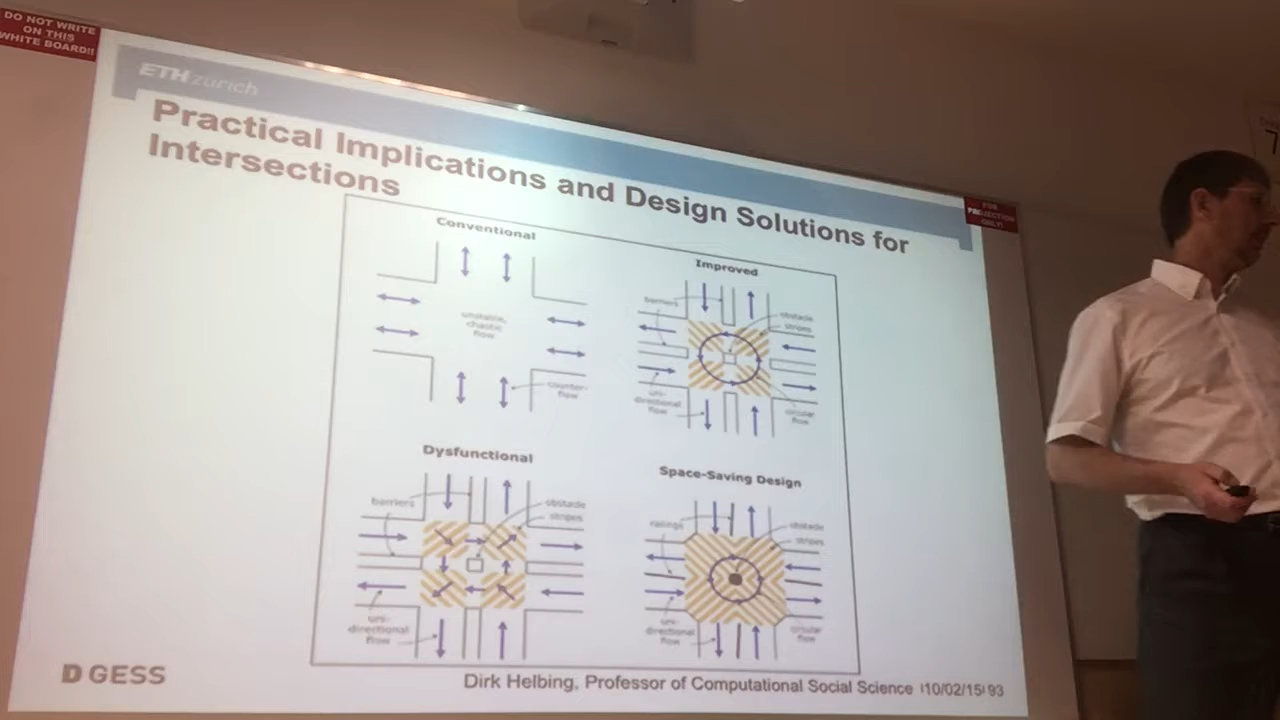 DO NOT WRITE
ON THIS
WHITE BOARD!!
ETH zürich
Practical Implications and Design Solutions for
Intersections
FOR
PROJECTION
ONLY!
Conventional
unstable,
chaotic
flow
counter-
flow
Improved
barriers
obstacle
stripes
uni-
directional
flow
circular
flow
Dysfunctional
barriers
obstacle
stripes
uni-
directional
flow
Space-Saving Design
railings
obstacle
stripes
uni-
directional
flow
circular
flow
D GESS
Dirk Helbing, Professor of Computational Social Science |10/02/15| 93